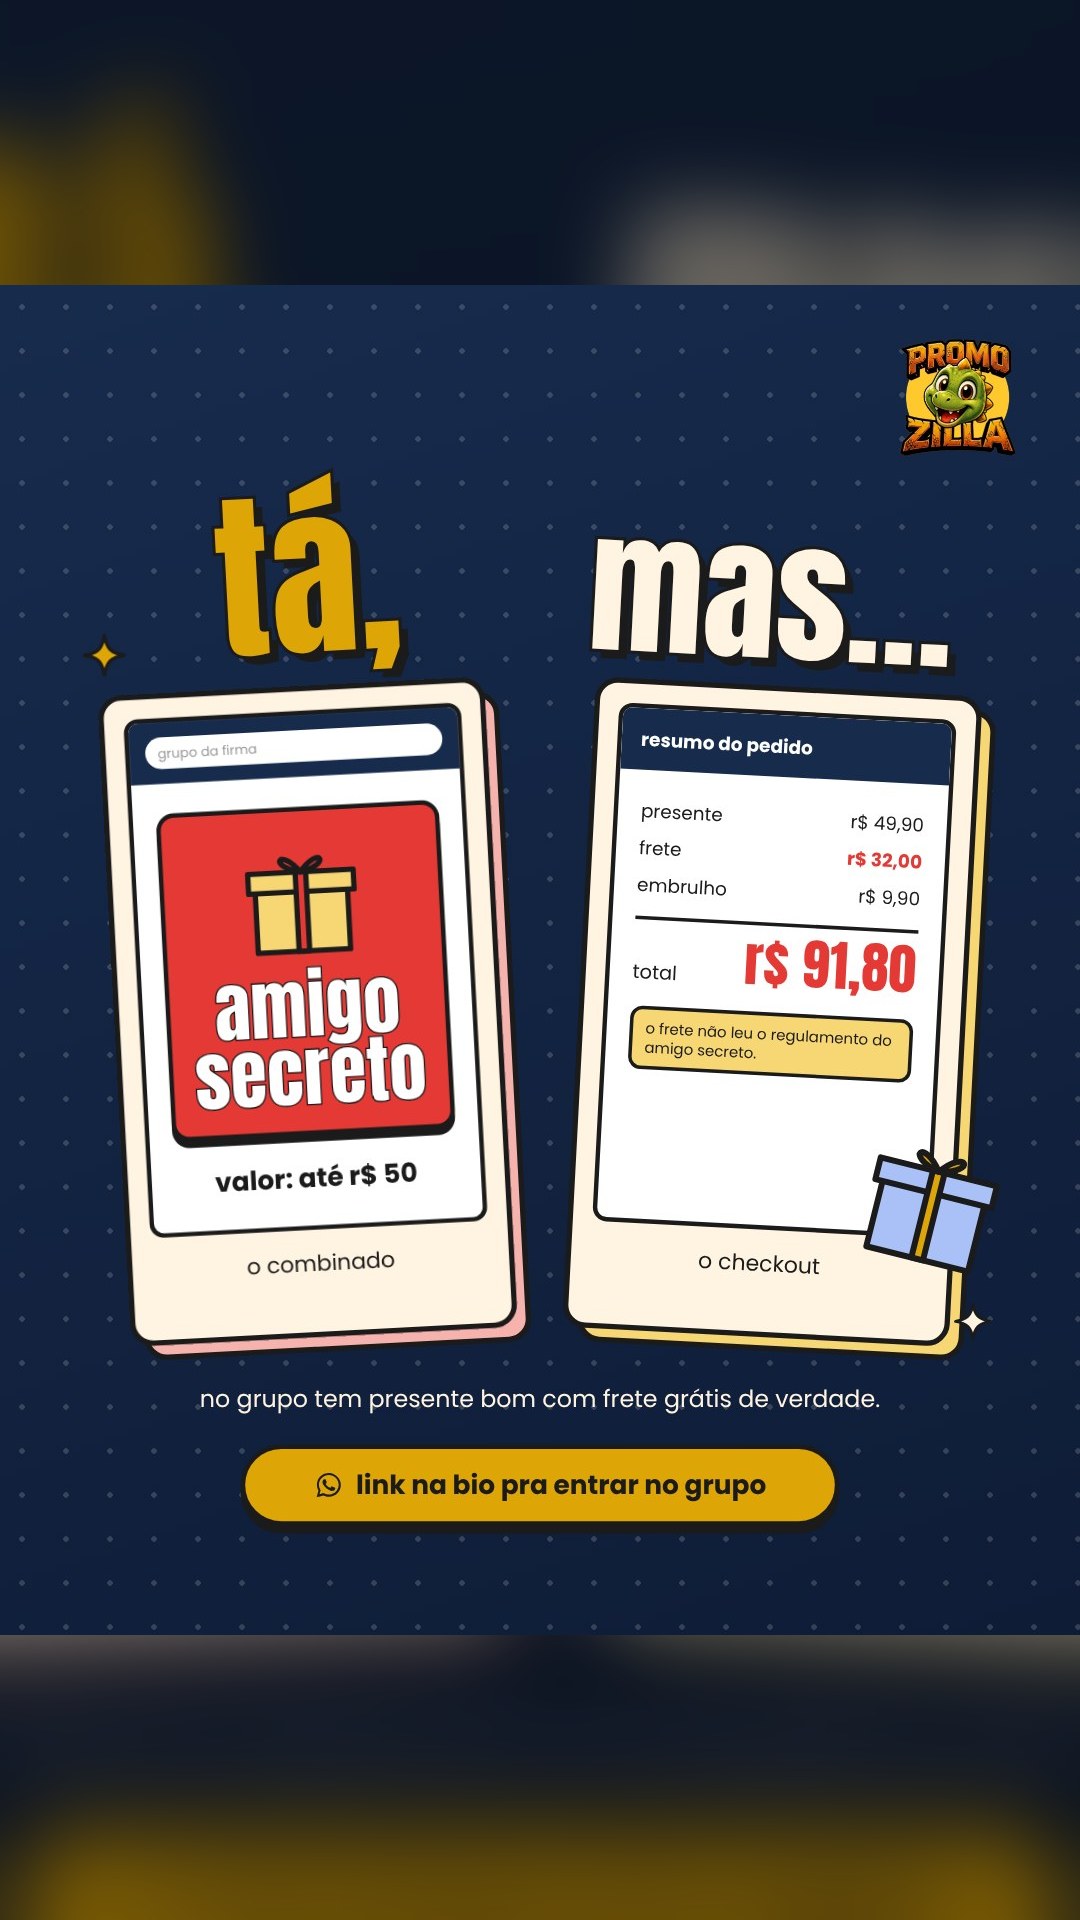 PROMO
ZILLA
tá,
mas...
grupo da firma
amigo
secreto
valor: até r$ 50
o combinado
resumo do pedido
presente r$ 49,90
frete r$ 32,00
embrulho r$ 9,90
total r$ 91,80
o frete não leu o regulamento do
amigo secreto.
o checkout
no grupo tem presente bom com frete grátis de verdade.
link na bio pra entrar no grupo